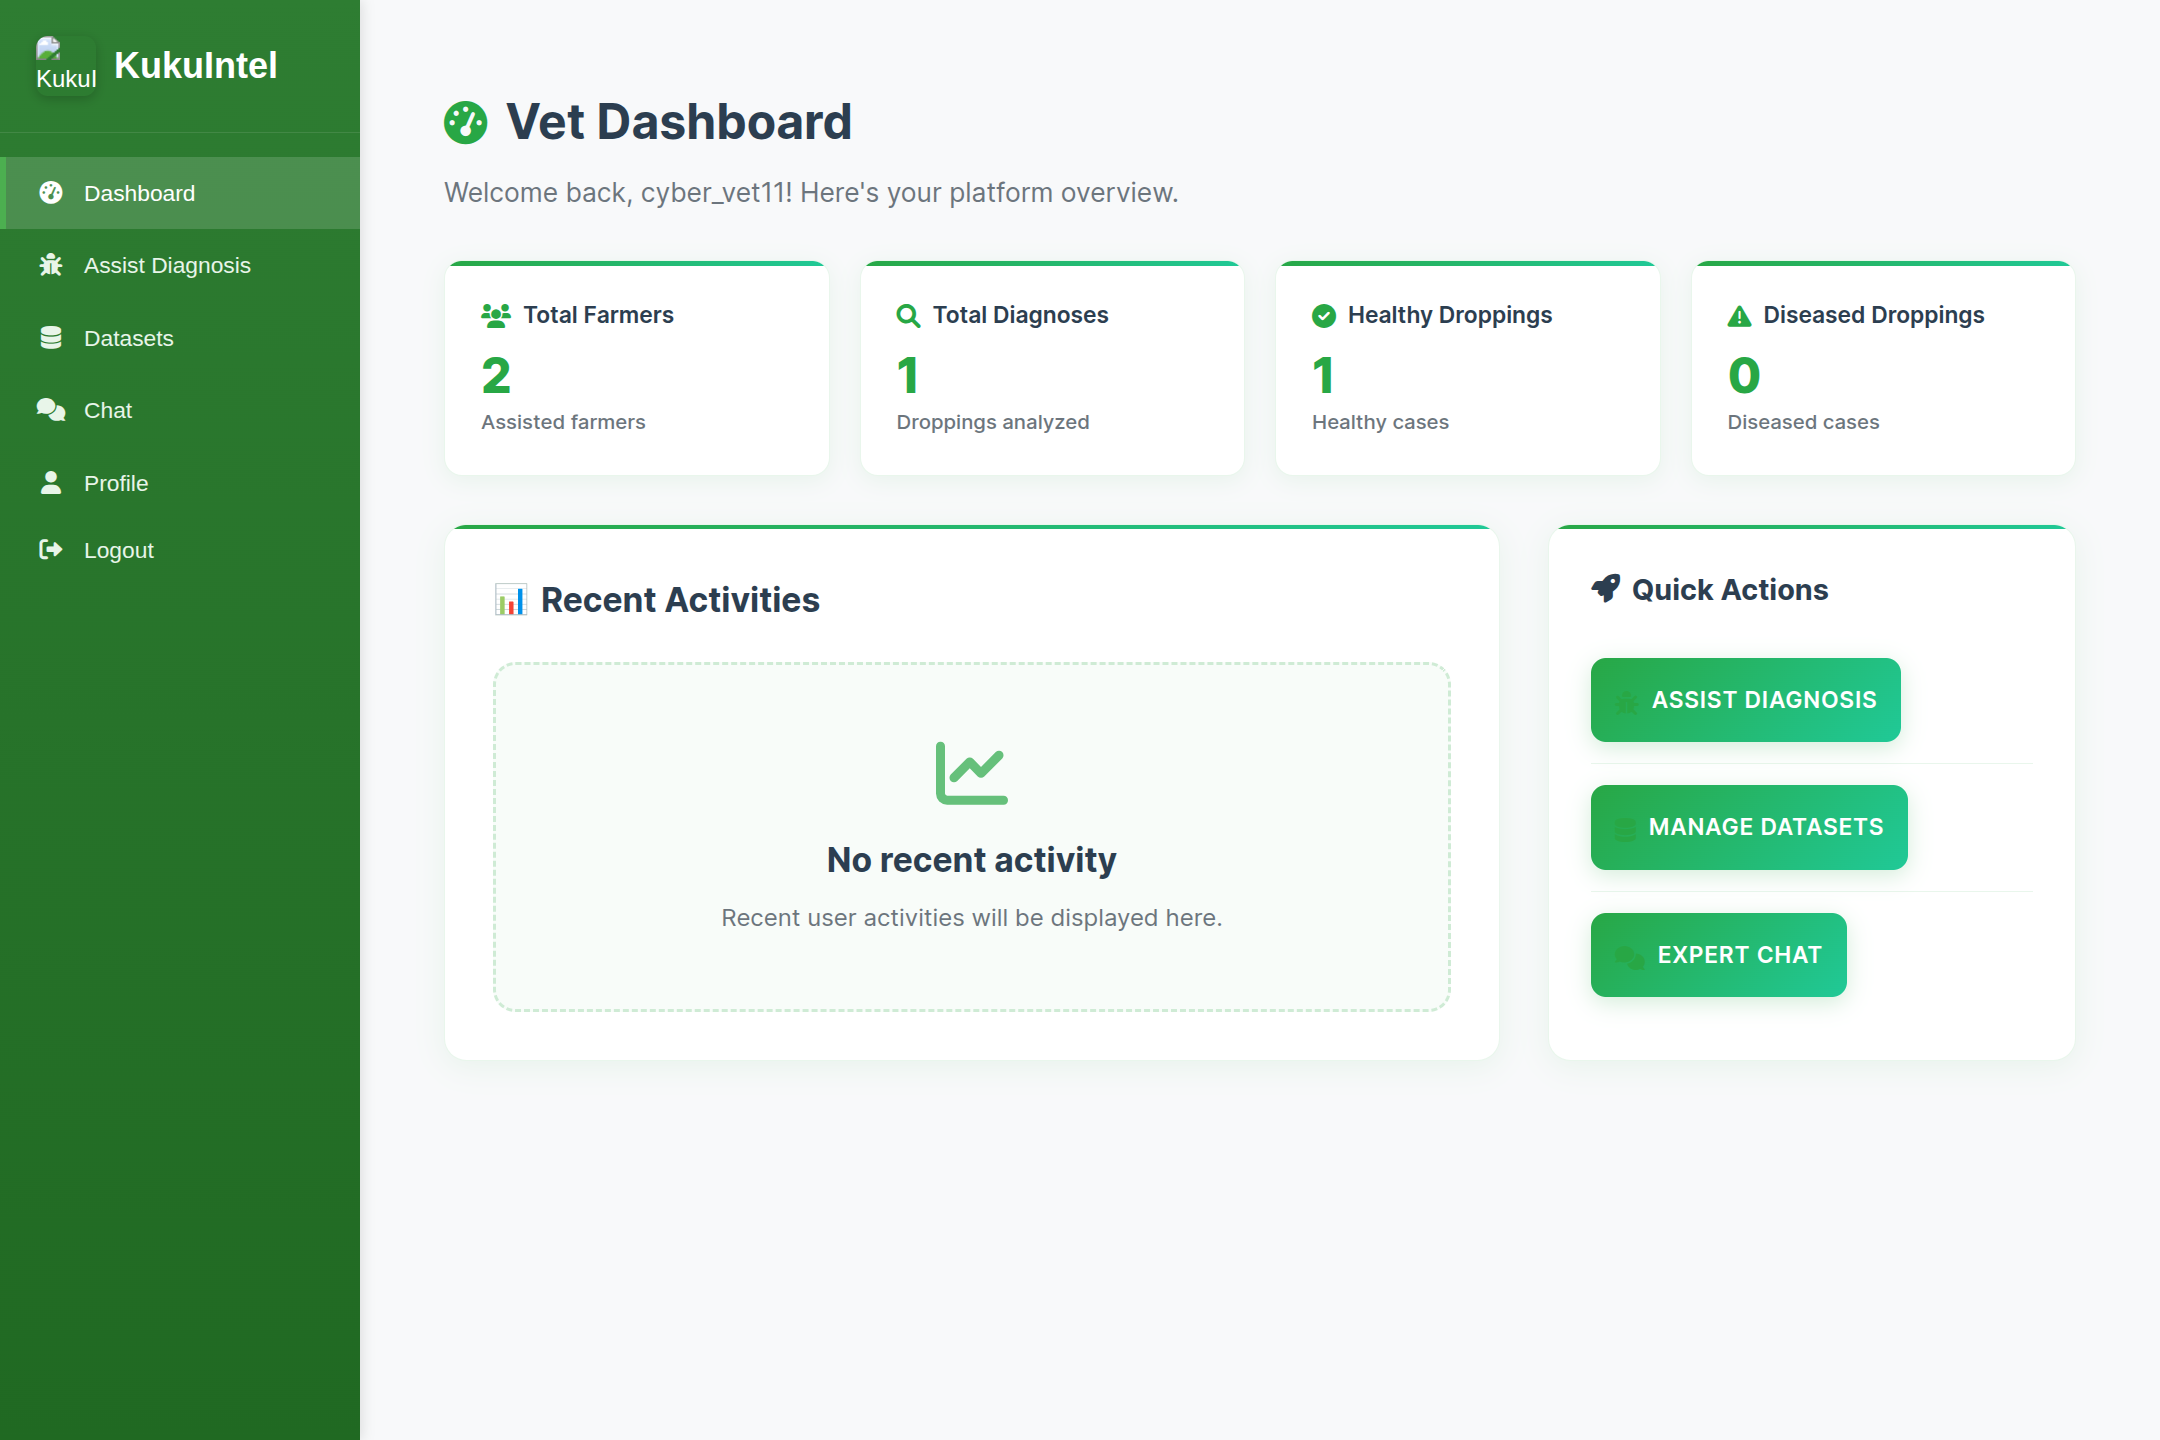 Kukul
KukuIntel
Dashboard
Assist Diagnosis
Datasets
Chat
Profile
Logout
Vet Dashboard
Welcome back, cyber_vet11! Here's your platform overview.
Total Farmers
2
Assisted farmers
Total Diagnoses
1
Droppings analyzed
Healthy Droppings
1
Healthy cases
Diseased Droppings
0
Diseased cases
Recent Activities
No recent activity
Recent user activities will be displayed here.
Quick Actions
ASSIST DIAGNOSIS
MANAGE DATASETS
EXPERT CHAT